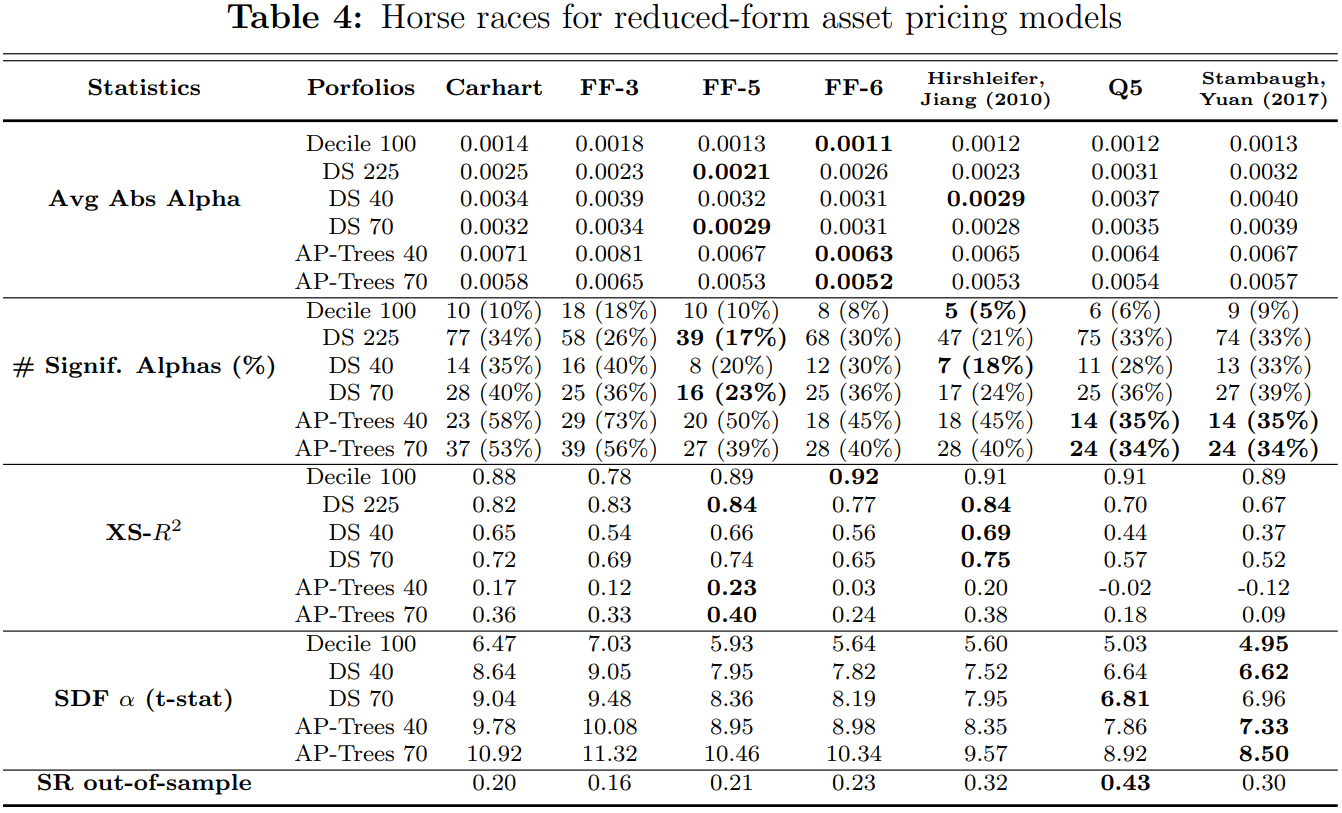 Table 4: Horse races for reduced-form asset pricing models
Statistics Porfolios Carhart FF-3 FF-5 FF-6 Hirshleifer, Jiang (2010) Q5 Stambaugh, Yuan (2017)
Decile 100 0.0014 0.0018 0.0013 0.0011 0.0012 0.0012 0.0013
DS 225 0.0025 0.0023 0.0021 0.0026 0.0023 0.0031 0.0032
Avg Abs Alpha DS 40 0.0034 0.0039 0.0032 0.0031 0.0029 0.0037 0.0040
DS 70 0.0032 0.0034 0.0029 0.0031 0.0028 0.0035 0.0039
AP-Trees 40 0.0071 0.0081 0.0067 0.0063 0.0065 0.0064 0.0067
AP-Trees 70 0.0058 0.0065 0.0053 0.0052 0.0053 0.0054 0.0057
Decile 100 10 (10%) 18 (18%) 10 (10%) 8 (8%) 5 (5%) 6 (6%) 9 (9%)
DS 225 77 (34%) 58 (26%) 39 (17%) 68 (30%) 47 (21%) 75 (33%) 74 (33%)
# Signif. Alphas (%) DS 40 14 (35%) 16 (40%) 8 (20%) 12 (30%) 7 (18%) 11 (28%) 13 (33%)
DS 70 28 (40%) 25 (36%) 16 (23%) 25 (36%) 17 (24%) 25 (36%) 27 (39%)
AP-Trees 40 23 (58%) 29 (73%) 20 (50%) 18 (45%) 18 (45%) 14 (35%) 14 (35%)
AP-Trees 70 37 (53%) 39 (56%) 27 (39%) 28 (40%) 28 (40%) 24 (34%) 24 (34%)
Decile 100 0.88 0.78 0.89 0.92 0.91 0.91 0.89
DS 225 0.82 0.83 0.84 0.77 0.84 0.70 0.67
XS-R² DS 40 0.65 0.54 0.66 0.56 0.69 0.44 0.37
DS 70 0.72 0.69 0.74 0.65 0.75 0.57 0.52
AP-Trees 40 0.17 0.12 0.23 0.03 0.20 -0.02 -0.12
AP-Trees 70 0.36 0.33 0.40 0.24 0.38 0.18 0.09
Decile 100 6.47 7.03 5.93 5.64 5.60 5.03 4.95
DS 40 8.64 9.05 7.95 7.82 7.52 6.64 6.62
SDF α (t-stat) DS 70 9.04 9.48 8.36 8.19 7.95 6.81 6.96
AP-Trees 40 9.78 10.08 8.95 8.98 8.35 7.86 7.33
AP-Trees 70 10.92 11.32 10.46 10.34 9.57 8.92 8.50
SR out-of-sample 0.20 0.16 0.21 0.23 0.32 0.43 0.30